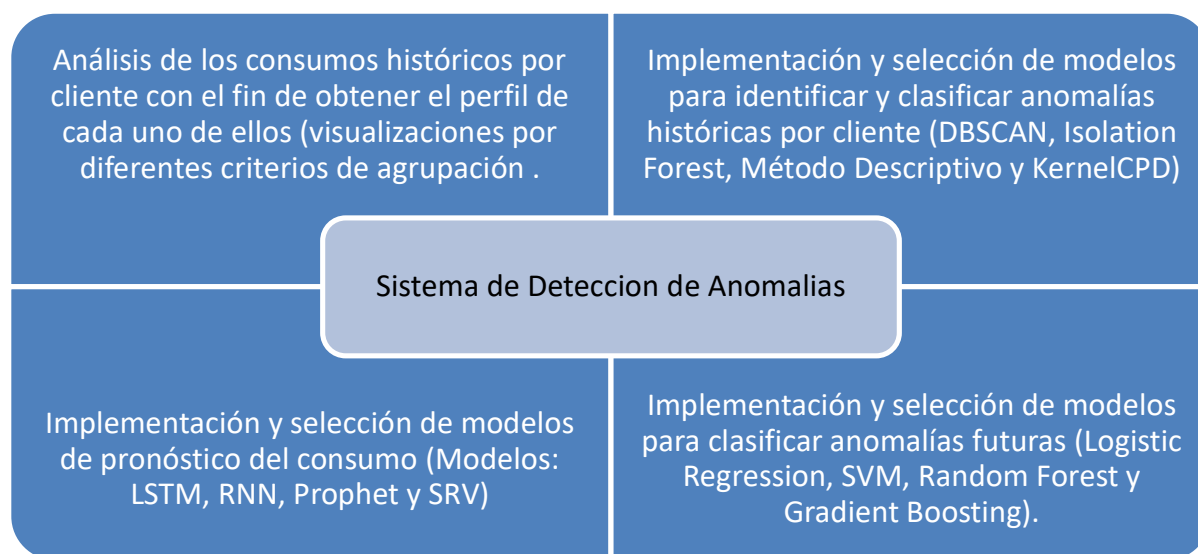 Análisis de los consumos históricos por
cliente con el fin de obtener el perfil de
cada uno de ellos (visualizaciones por
diferentes criterios de agrupación .
Implementación y selección de modelos
para identificar y clasificar anomalías
históricas por cliente (DBSCAN, Isolation
Forest, Método Descriptivo y KernelCPD)
Sistema de Deteccion de Anomalias
Implementación y selección de modelos
de pronóstico del consumo (Modelos:
LSTM, RNN, Prophet y SRV)
Implementación y selección de modelos
para clasificar anomalías futuras (Logistic
Regression, SVM, Random Forest y
Gradient Boosting).